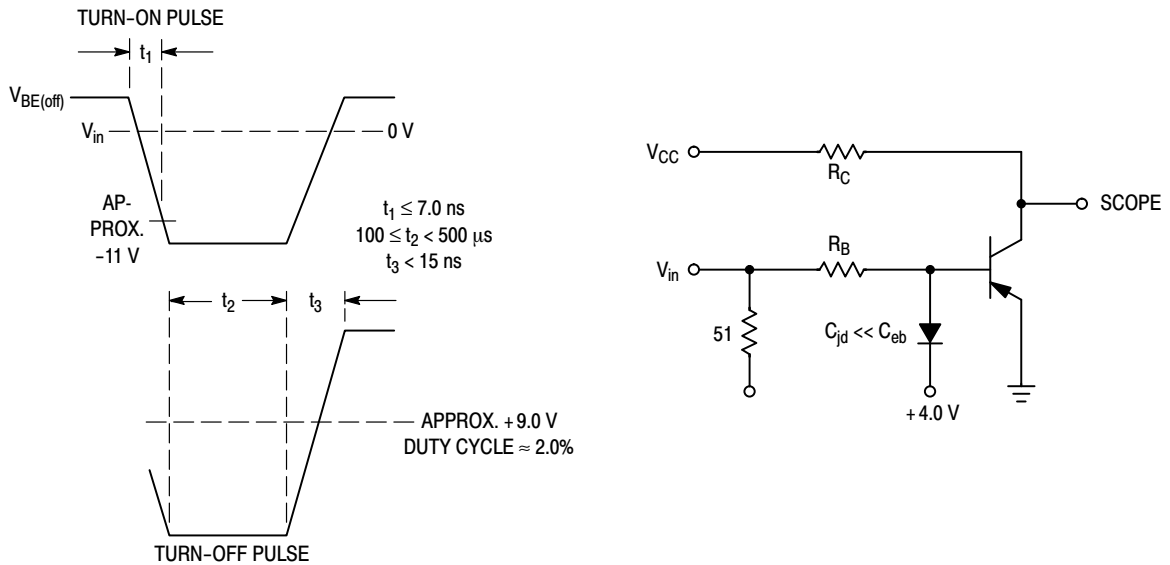 TURN-ON PULSE
t1
VBE(off)
Vin
0 V
AP-
PROX.
-11 V
t1 ≤ 7.0 ns
100 ≤ t2 < 500 μs
t3 < 15 ns
t2
t3
APPROX. +9.0 V
DUTY CYCLE ≈ 2.0%
TURN-OFF PULSE
VCC
RC
SCOPE
Vin
RB
51
Cjd << Ceb
+4.0 V